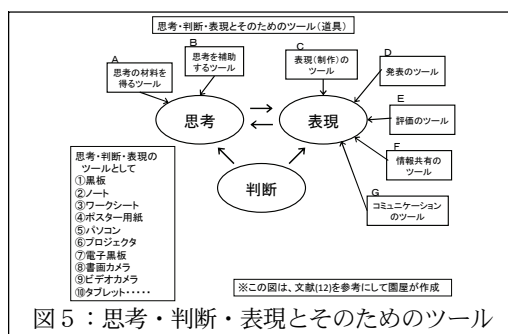 思考・判断・表現とそのためのツール(道具)
A
思考の材料を
得るツール
B
思考を補助
するツール
C
表現(制作)の
ツール
D
発表のツール
E
評価のツール
F
情報共有の
ツール
G
コミュニケーション
のツール
思考
表現
判断
思考・判断・表現の
ツールとして
①黒板
②ノート
③ワークシート
④ポスター用紙
⑤パソコン
⑥プロジェクタ
⑦電子黒板
⑧書画カメラ
⑨ビデオカメラ
⑩タブレット・・・・・
※この図は、文献(12)を参考にして園屋が作成
図5:思考・判断・表現とそのためのツール